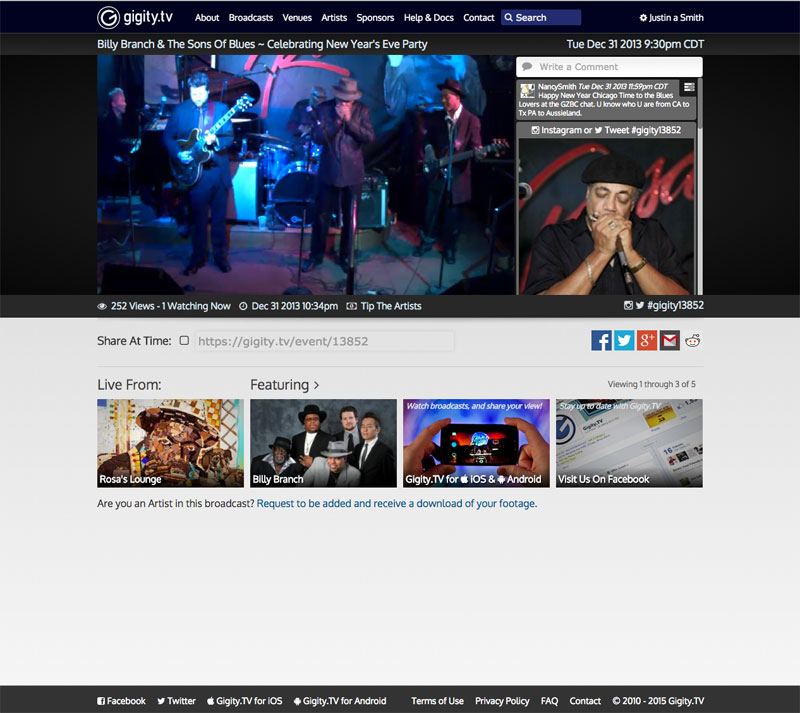 gigity.tv About Broadcasts Venues Artists Sponsors Help & Docs Contact Search Justin a Smith
Billy Branch & The Sons Of Blues ~ Celebrating New Year's Eve Party Tue Dec 31 2013 9:30pm CDT
Write a Comment
NancySmith Tue Dec 31 2013 11:59pm CDT
Happy New Year Chicago Time to the Blues
Lovers at the GZBC chat. U know who U are from CA to
Tx PA to Aussieland.
Instagram or Tweet #gigity13852
252 Views - 1 Watching Now Dec 31 2013 10:34pm Tip The Artists #gigity13852
Share At Time: https://gigity.tv/event/13852
Live From: Featuring > Viewing 1 through 3 of 5
Watch broadcasts, and share your view! Stay up to date with Gigity.TV
Rosa's Lounge Billy Branch Gigity.TV for iOS & Android Visit Us On Facebook
Are you an Artist in this broadcast? Request to be added and receive a download of your footage.
Facebook Twitter Gigity.TV for iOS Gigity.TV for Android Terms of Use Privacy Policy FAQ Contact © 2010 - 2015 Gigity.TV